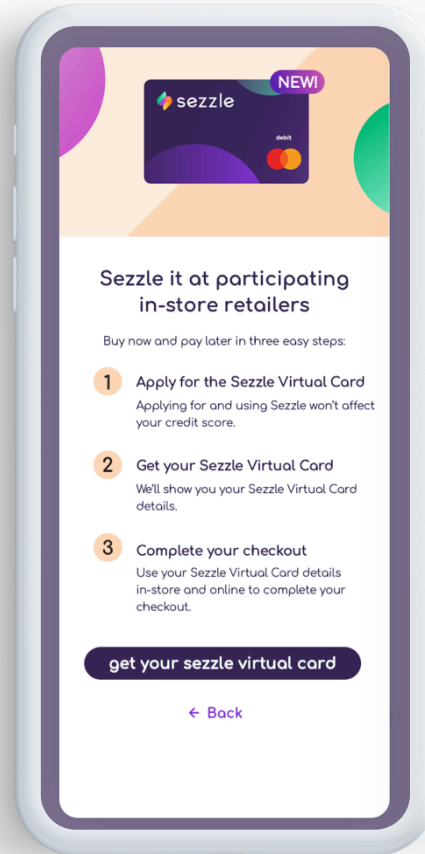 NEW!
sezzle
debit
Sezzle it at participating
in-store retailers
Buy now and pay later in three easy steps:
1
Apply for the Sezzle Virtual Card
Applying for and using Sezzle won't affect
your credit score.
2
Get your Sezzle Virtual Card
We'll show you your Sezzle Virtual Card
details.
3
Complete your checkout
Use your Sezzle Virtual Card details
in-store and online to complete your
checkout.
get your sezzle virtual card
← Back